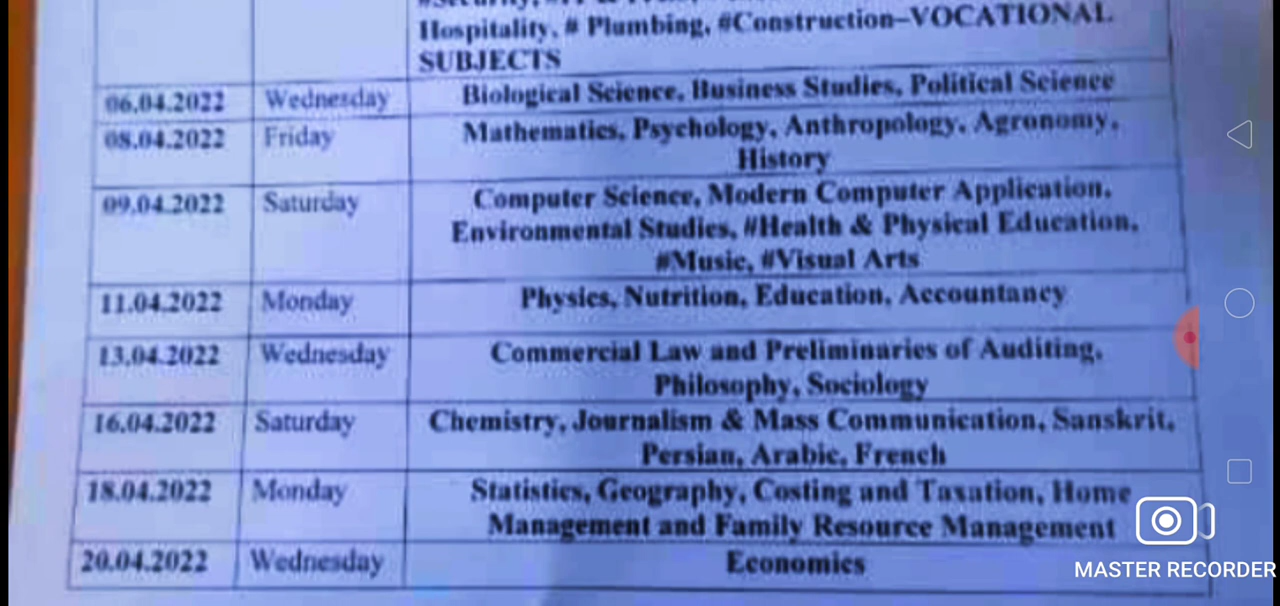 Hospitality, # Plumbing, #Construction–VOCATIONAL
SUBJECTS
06.04.2022 Wednesday Biological Science, Business Studies, Political Science
08.04.2022 Friday Mathematics, Psychology, Anthropology, Agronomy,
History
09.04.2022 Saturday Computer Science, Modern Computer Application,
Environmental Studies, #Health & Physical Education,
#Music, #Visual Arts
11.04.2022 Monday Physics, Nutrition, Education, Accountancy
13.04.2022 Wednesday Commercial Law and Preliminaries of Auditing,
Philosophy, Sociology
16.04.2022 Saturday Chemistry, Journalism & Mass Communication, Sanskrit,
Persian, Arabic, French
18.04.2022 Monday Statistics, Geography, Costing and Taxation, Home
Management and Family Resource Management
20.04.2022 Wednesday Economics
MASTER RECORDER